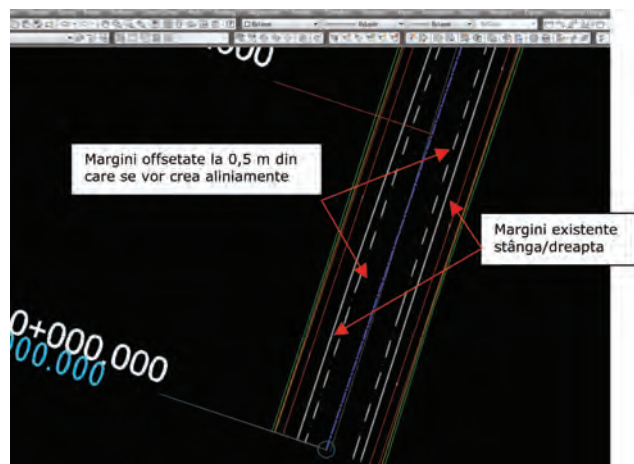 +000
Margini offsetate la 0,5 m din
care se vor crea aliniamente
Margini existente
stânga/dreapta
0+000.000
00.000